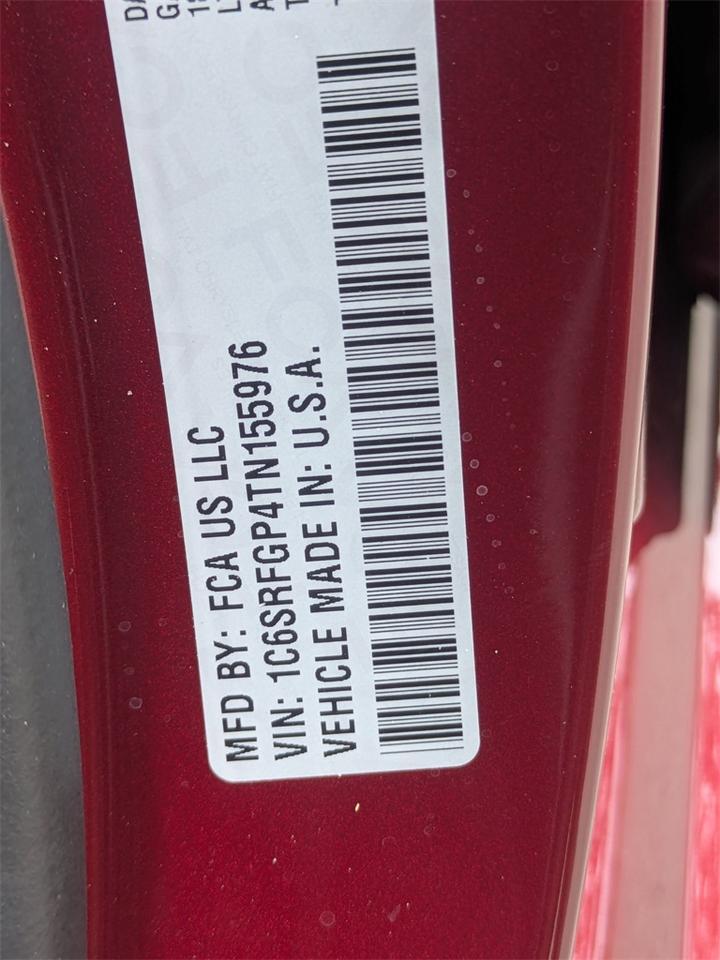 MFD BY: FCA US LLC
VIN: 1C6SRFGP4TN155976
VEHICLE MADE IN: U.S.A.